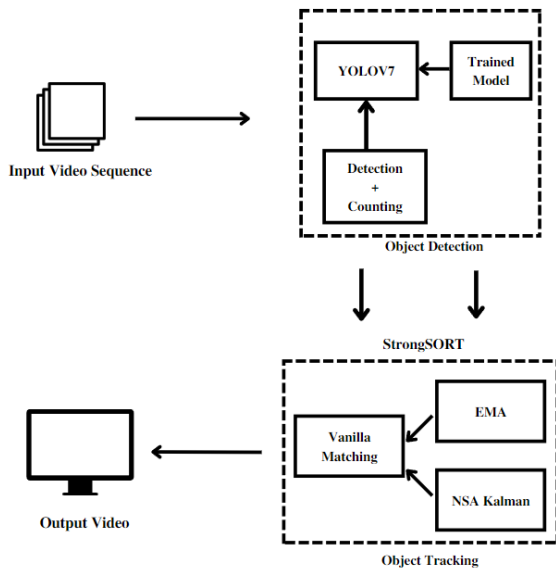 YOLOV7
Trained
Model
Input Video Sequence
Detection
+
Counting
Object Detection
StrongSORT
EMA
Vanilla
Matching
NSA Kalman
Output Video
Object Tracking